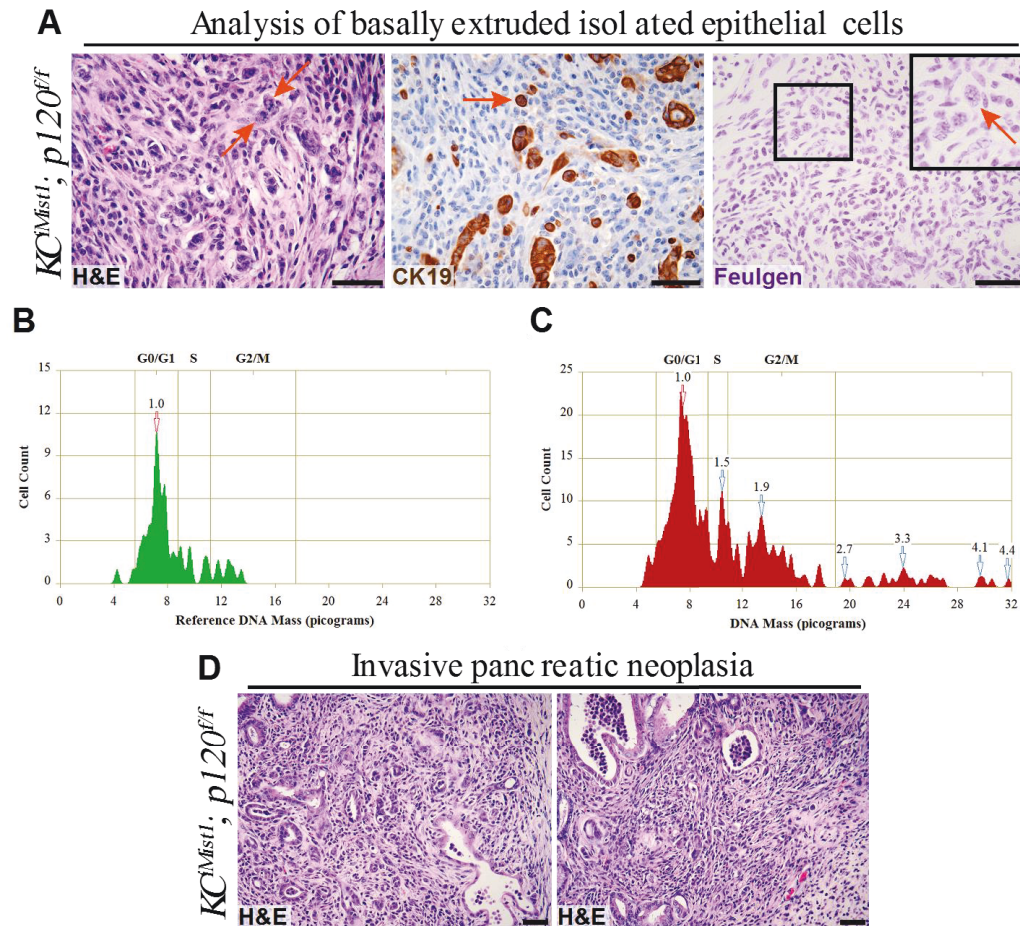 A Analysis of basally extruded isol ated epithelial cells
KC^iMist1; p120^f/f
H&E
CK19
Feulgen
B
G0/G1 S G2/M
15
12
9
6
3
0
Cell Count
1.0
0 4 8 12 16 20 24 28 32
Reference DNA Mass (picograms)
C
G0/G1 S G2/M
25
20
15
10
5
0
Cell Count
1.0
1.5
1.9
2.7
3.3
4.1
4.4
0 4 8 12 16 20 24 28 32
DNA Mass (picograms)
D Invasive panc reatic neoplasia
KC^iMist1; p120^f/f
H&E
H&E